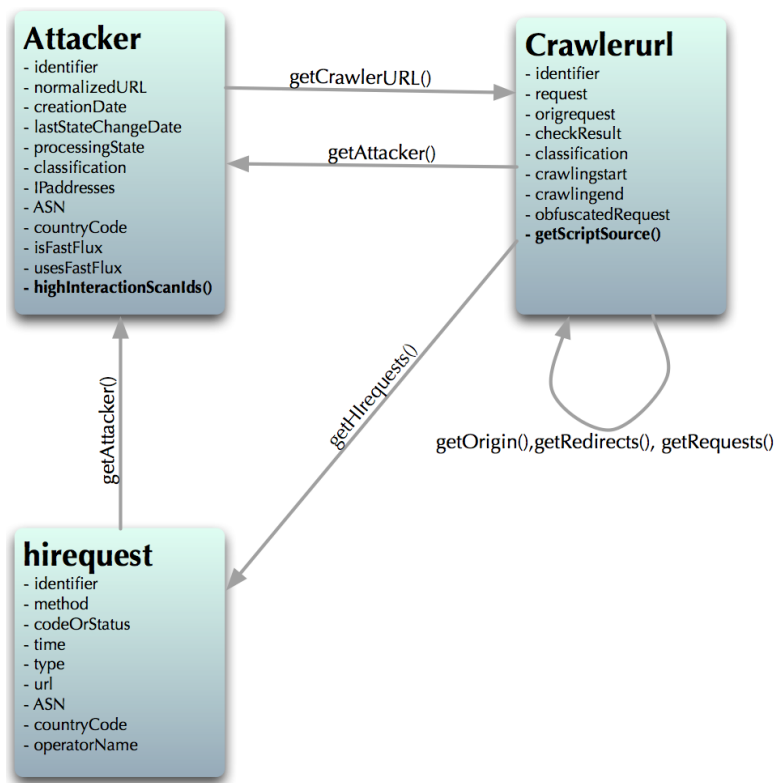 Attacker
- identifier
- normalizedURL
- creationDate
- lastStateChangeDate
- processingState
- classification
- IPaddresses
- ASN
- countryCode
- isFastFlux
- usesFastFlux
- highInteractionScanIds()
getCrawlerURL()
getAttacker()
Crawlerurl
- identifier
- request
- origrequest
- checkResult
- classification
- crawlingstart
- crawlingend
- obfuscatedRequest
- getScriptSource()
getHIrequests()
getOrigin(),getRedirects(), getRequests()
getAttacker()
hirequest
- identifier
- method
- codeOrStatus
- time
- type
- url
- ASN
- countryCode
- operatorName